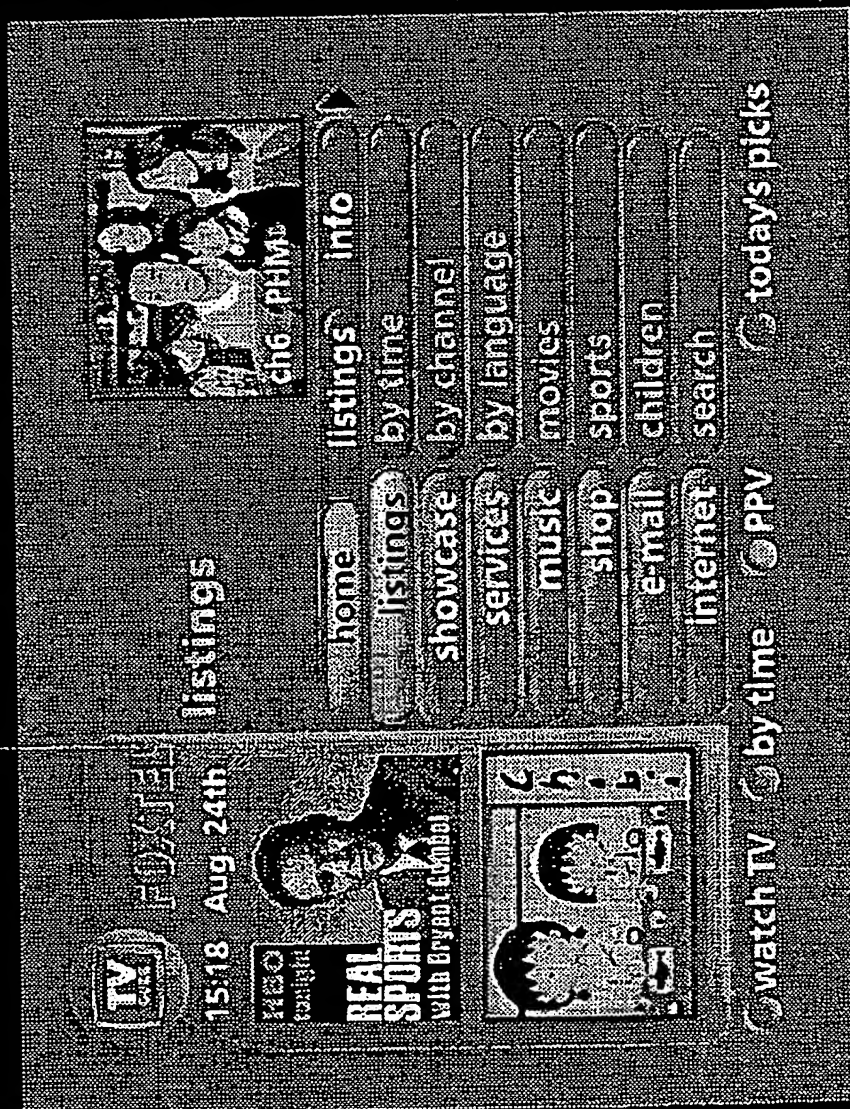 TV
GUIDE
FOXTEL
15:18 Aug. 24th
listings
ch6 PHM
HBO
tonight
REAL
SPORTS
With Bryant Gumbel
home
listings
showcase
services
music
shop
e-mail
internet
listings info
by time
by channel
by language
movies
sports
children
search
watch TV by time PPV today's picks